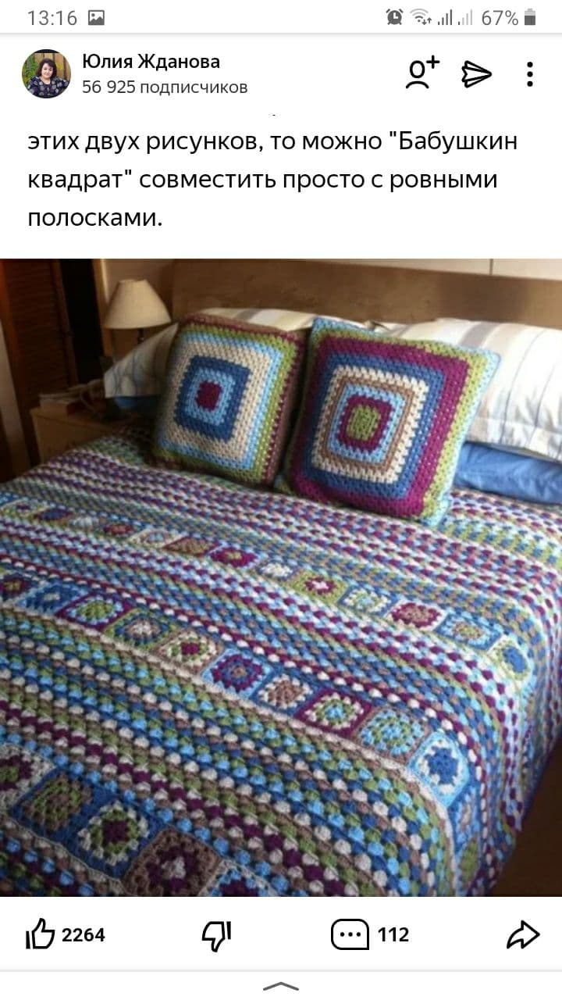 13:16
67%
Юлия Жданова
56 925 подписчиков
этих двух рисунков, то можно "Бабушкин
квадрат" совместить просто с ровными
полосками.
2264
112